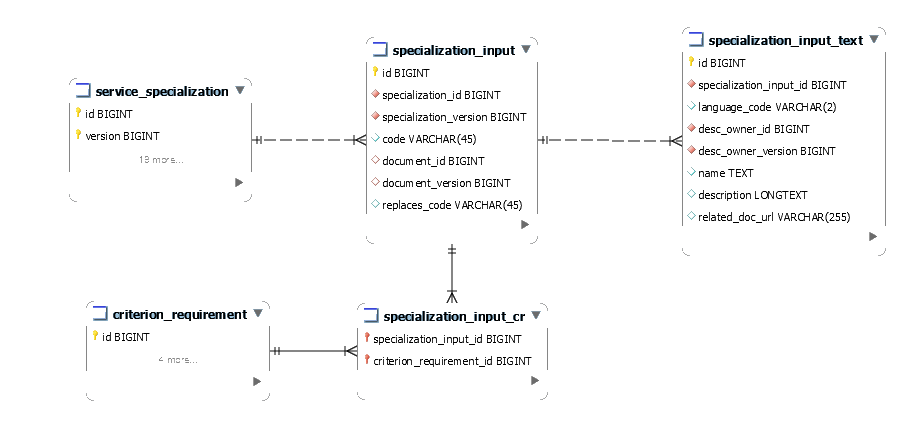 service_specialization
id BIGINT
version BIGINT
19 more...
specialization_input
id BIGINT
specialization_id BIGINT
specialization_version BIGINT
code VARCHAR(45)
document_id BIGINT
document_version BIGINT
replaces_code VARCHAR(45)
specialization_input_text
id BIGINT
specialization_input_id BIGINT
language_code VARCHAR(2)
desc_owner_id BIGINT
desc_owner_version BIGINT
name TEXT
description LONGTEXT
related_doc_url VARCHAR(255)
criterion_requirement
id BIGINT
4 more...
specialization_input_cr
specialization_input_id BIGINT
criterion_requirement_id BIGINT